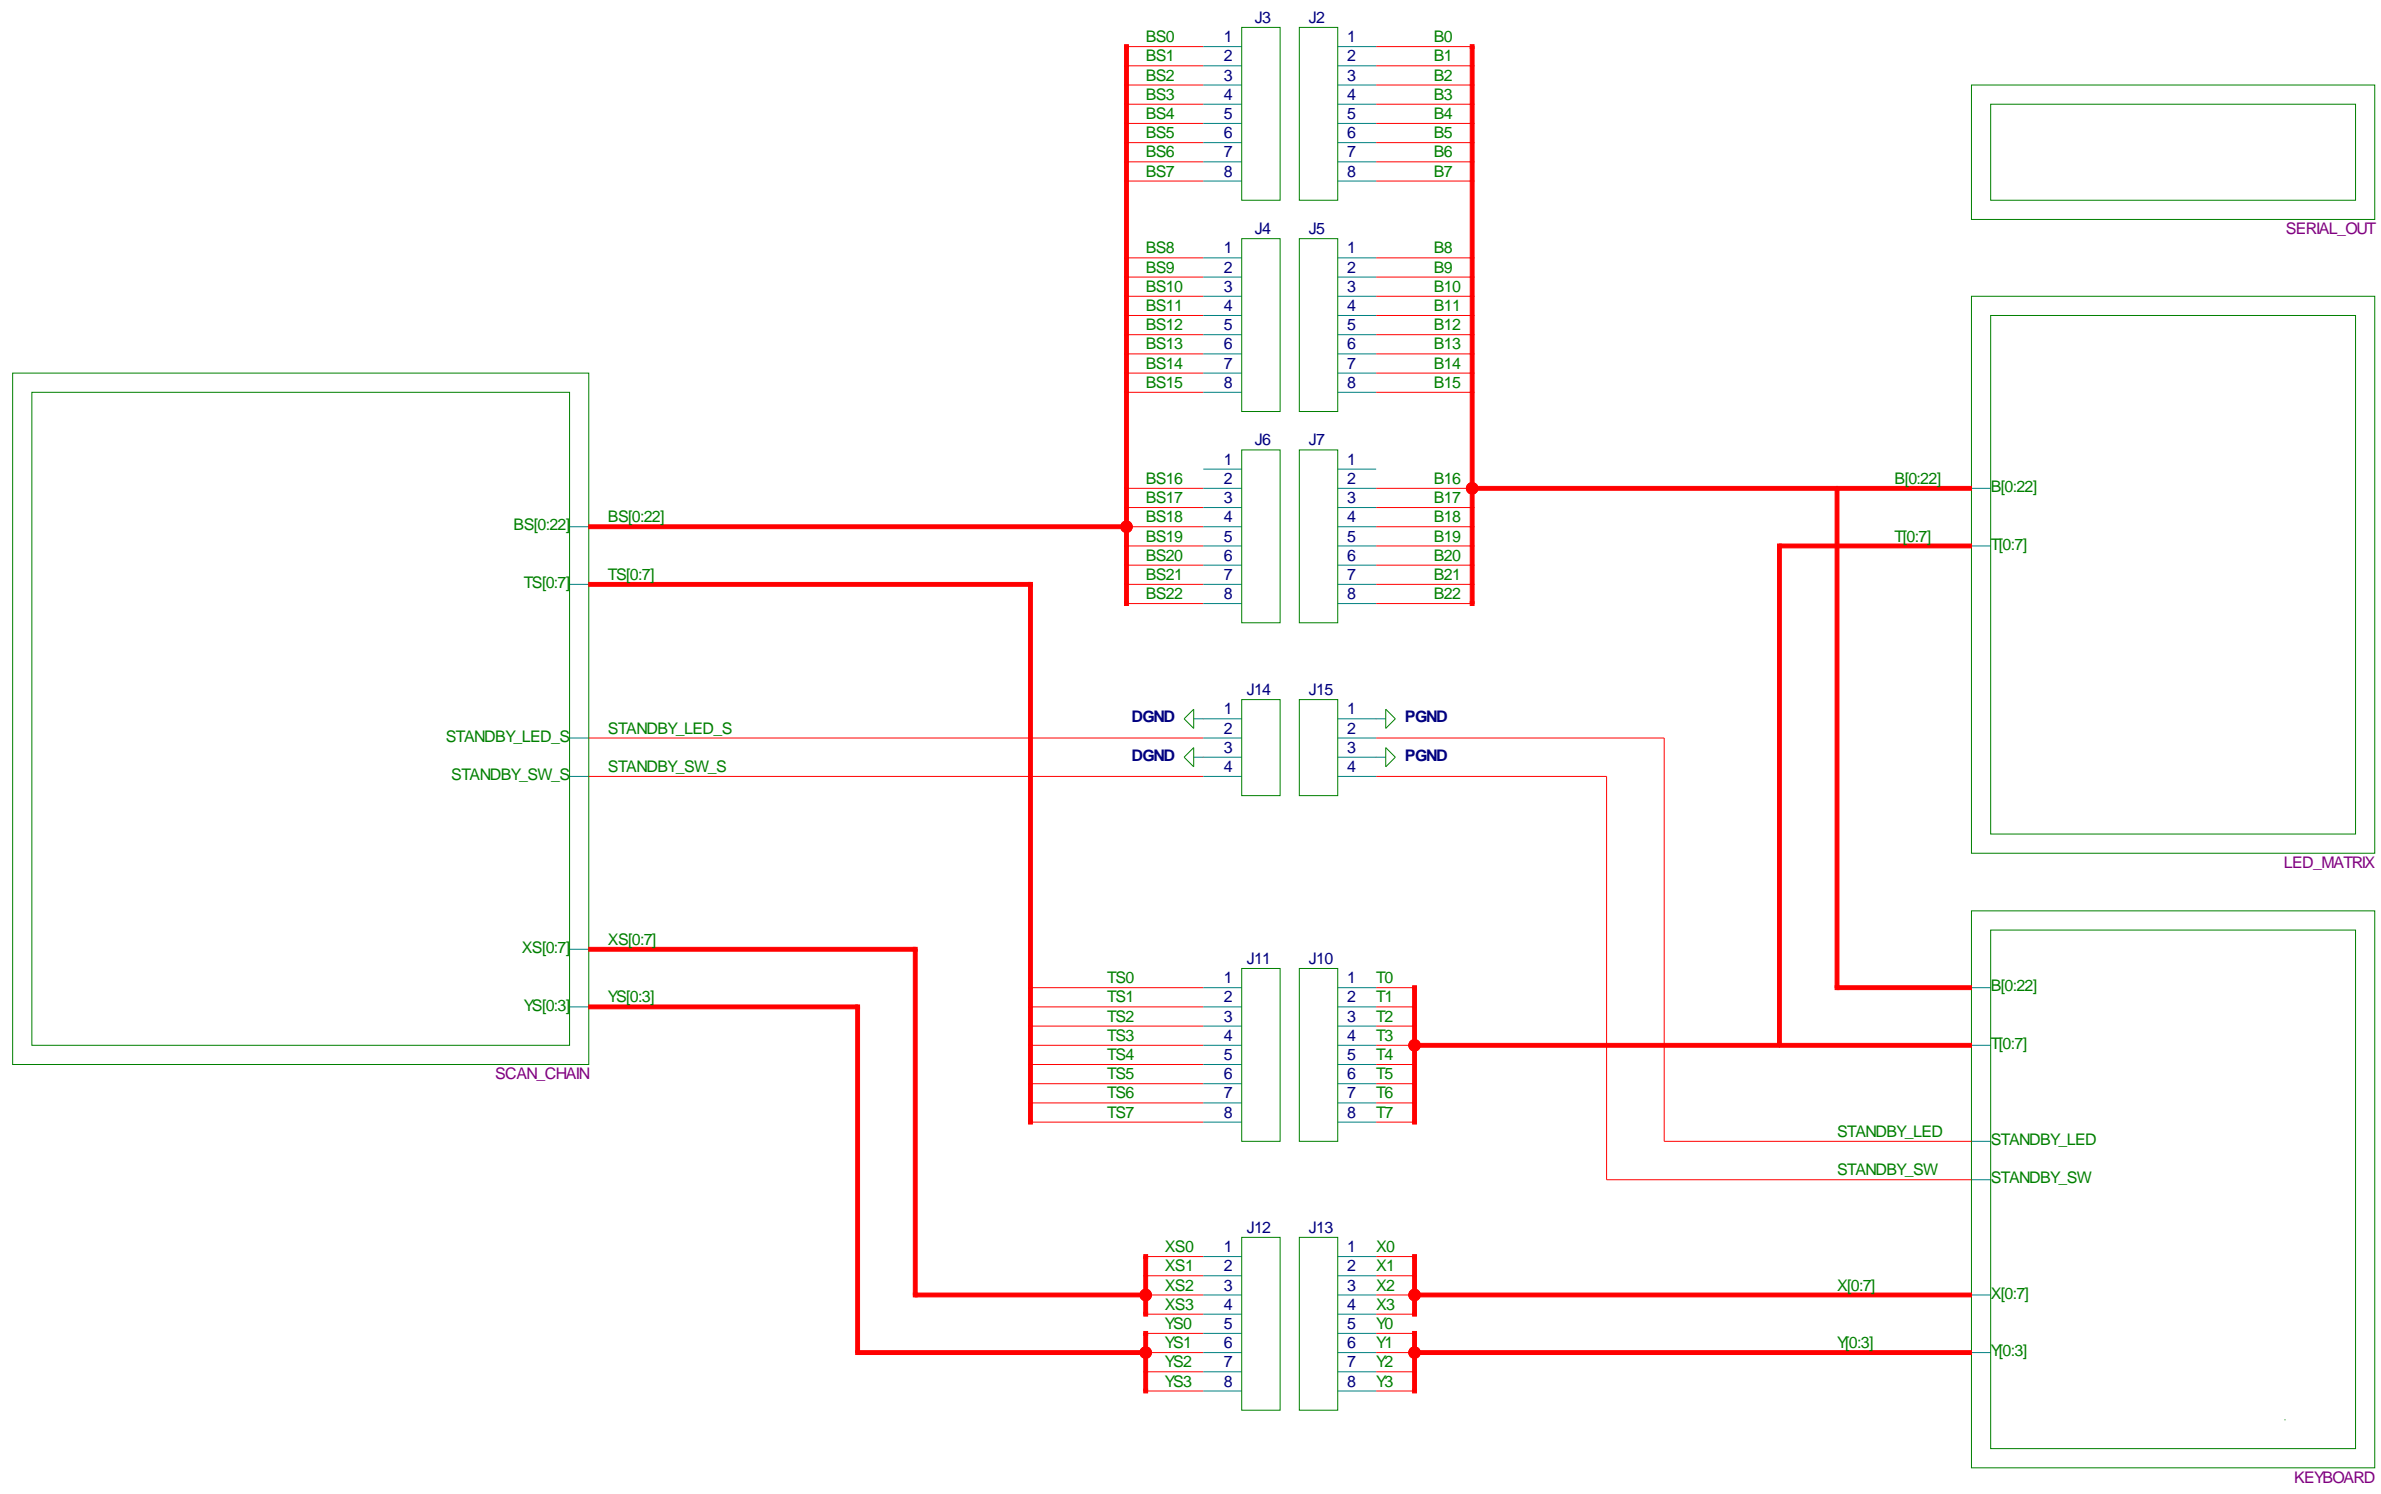 J3 J2
BS0 1 1 B0
BS1 2 2 B1
BS2 3 3 B2
BS3 4 4 B3
BS4 5 5 B4
BS5 6 6 B5
BS6 7 7 B6
BS7 8 8 B7
SERIAL_OUT
J4 J5
BS8 1 1 B8
BS9 2 2 B9
BS10 3 3 B10
BS11 4 4 B11
BS12 5 5 B12
BS13 6 6 B13
BS14 7 7 B14
BS15 8 8 B15
J6 J7
1 1
BS16 2 2 B16 B[0:22] B[0:22]
BS17 3 3 B17
BS[0:22] BS[0:22] BS18 4 4 B18
BS19 5 5 B19 T[0:7] T[0:7]
BS20 6 6 B20
TS[0:7] TS[0:7] BS21 7 7 B21
BS22 8 8 B22
J14 J15
DGND 1 1 PGND
STANDBY_LED_S STANDBY_LED_S 2 2
DGND 3 3 PGND
STANDBY_SW_S STANDBY_SW_S 4 4
LED_MATRIX
XS[0:7] XS[0:7]
J11 J10
TS0 1 1 T0 B[0:22]
YS[0:3] YS[0:3] TS1 2 2 T1
TS2 3 3 T2
TS3 4 4 T3 T[0:7]
TS4 5 5 T4
SCAN_CHAIN TS5 6 6 T5
TS6 7 7 T6
TS7 8 8 T7
STANDBY_LED STANDBY_LED
STANDBY_SW STANDBY_SW
J12 J13
XS0 1 1 X0
XS1 2 2 X1
XS2 3 3 X2 X[0:7] X[0:7]
XS3 4 4 X3
YS0 5 5 Y0
YS1 6 6 Y1 Y[0:3] Y[0:3]
YS2 7 7 Y2
YS3 8 8 Y3
KEYBOARD